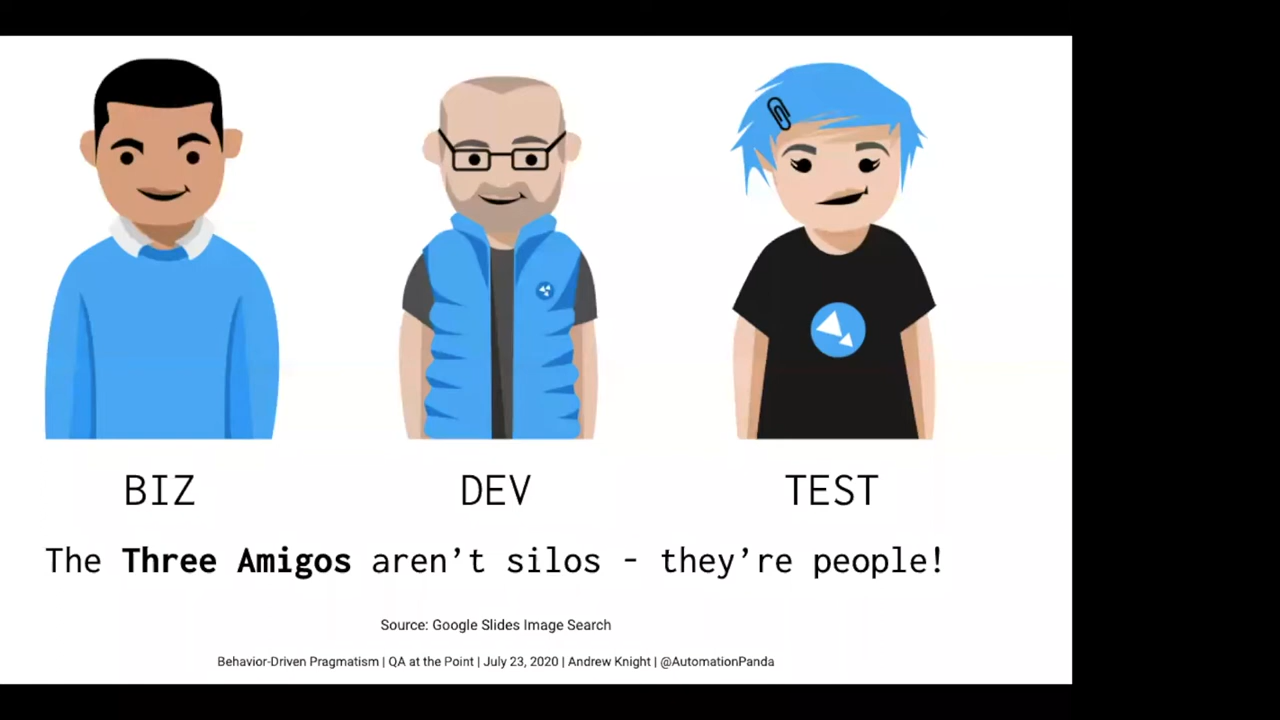 BIZ
DEV
TEST
The Three Amigos aren’t silos - they’re people!
Source: Google Slides Image Search
Behavior-Driven Pragmatism | QA at the Point | July 23, 2020 | Andrew Knight | @AutomationPanda